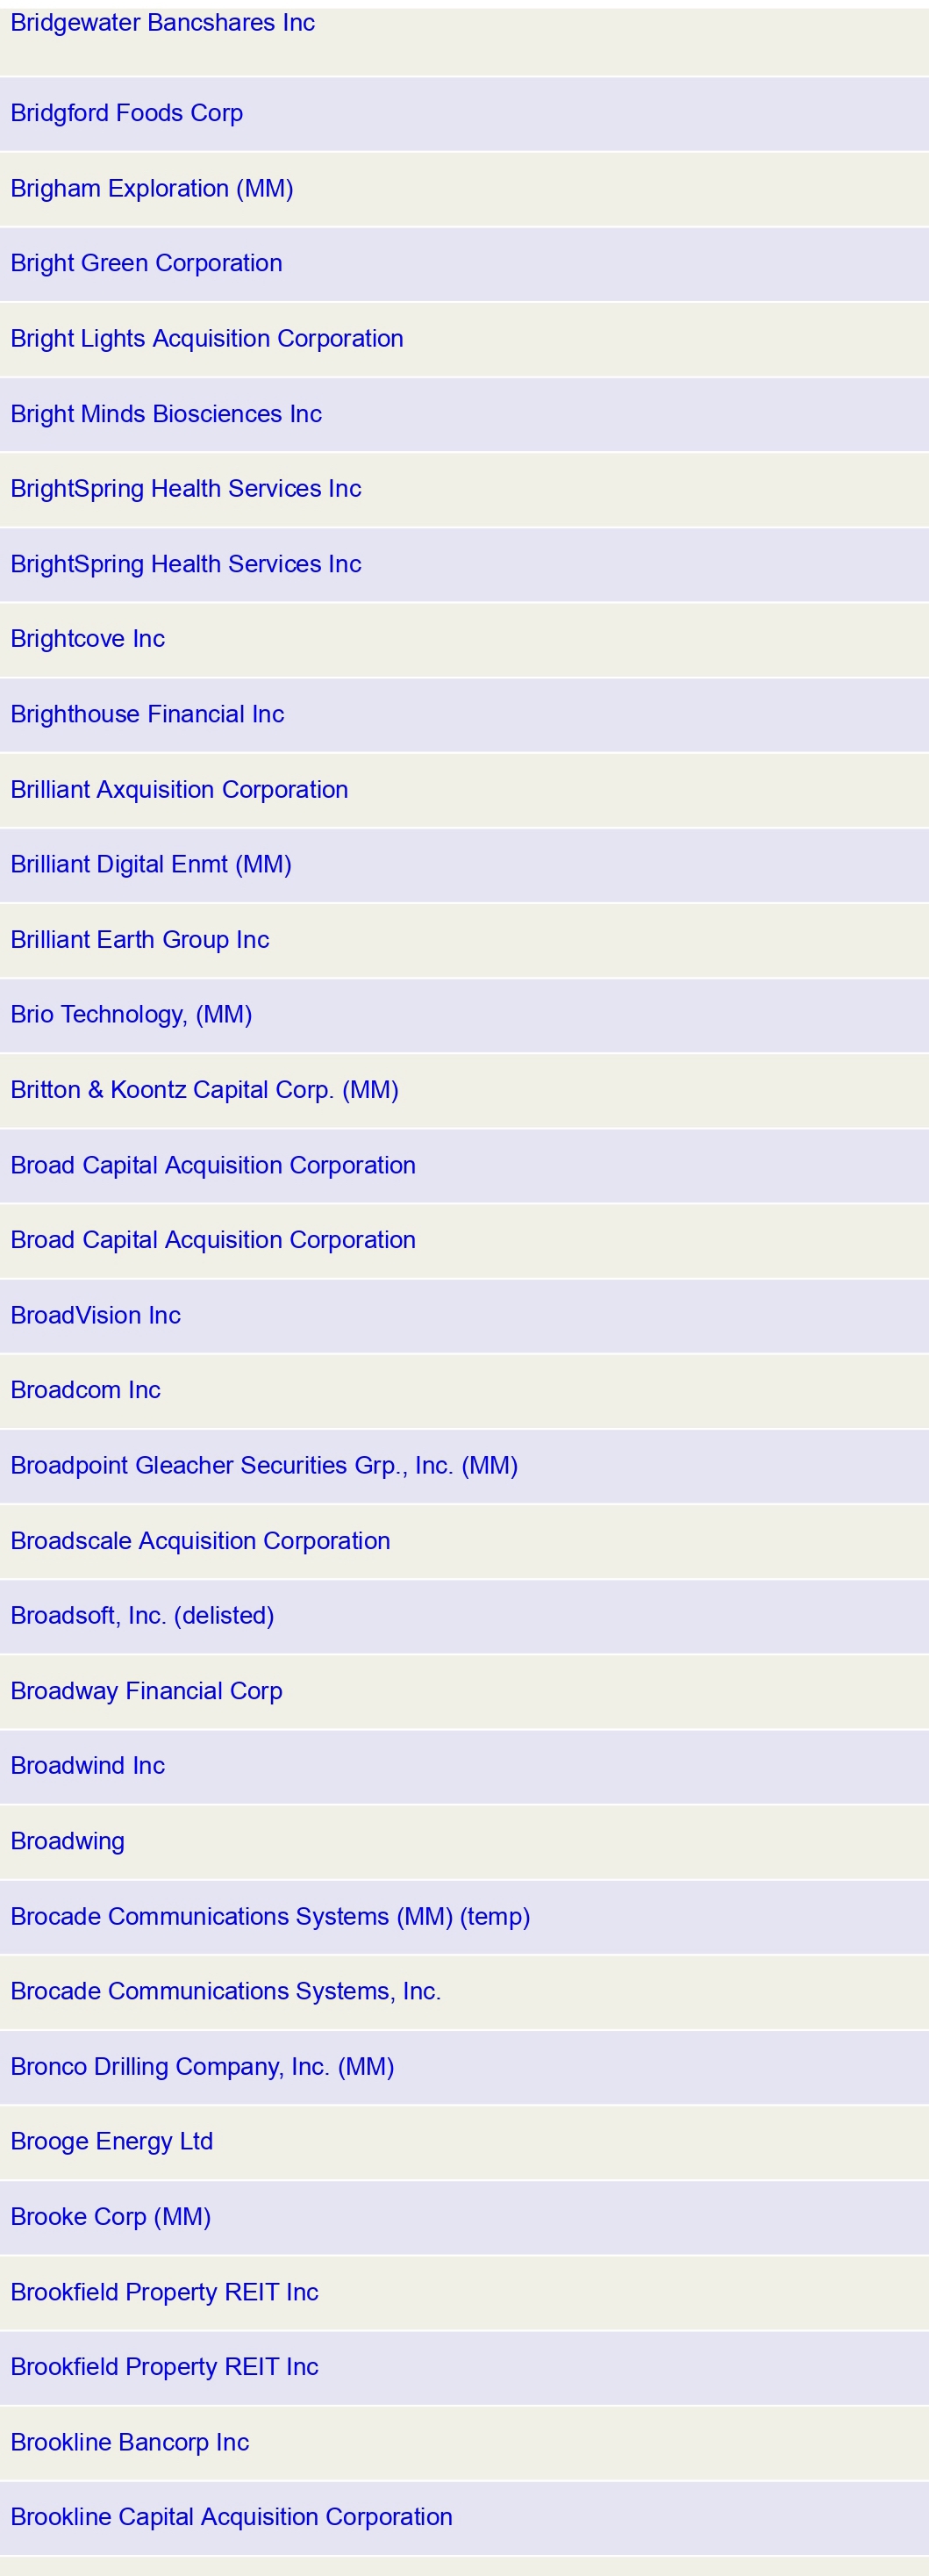 Bridgewater Bancshares Inc
Bridgford Foods Corp
Brigham Exploration (MM)
Bright Green Corporation
Bright Lights Acquisition Corporation
Bright Minds Biosciences Inc
BrightSpring Health Services Inc
BrightSpring Health Services Inc
Brightcove Inc
Brighthouse Financial Inc
Brilliant Axquisition Corporation
Brilliant Digital Enmt (MM)
Brilliant Earth Group Inc
Brio Technology, (MM)
Britton & Koontz Capital Corp. (MM)
Broad Capital Acquisition Corporation
Broad Capital Acquisition Corporation
BroadVision Inc
Broadcom Inc
Broadpoint Gleacher Securities Grp., Inc. (MM)
Broadscale Acquisition Corporation
Broadsoft, Inc. (delisted)
Broadway Financial Corp
Broadwind Inc
Broadwing
Brocade Communications Systems (MM) (temp)
Brocade Communications Systems, Inc.
Bronco Drilling Company, Inc. (MM)
Brooge Energy Ltd
Brooke Corp (MM)
Brookfield Property REIT Inc
Brookfield Property REIT Inc
Brookline Bancorp Inc
Brookline Capital Acquisition Corporation